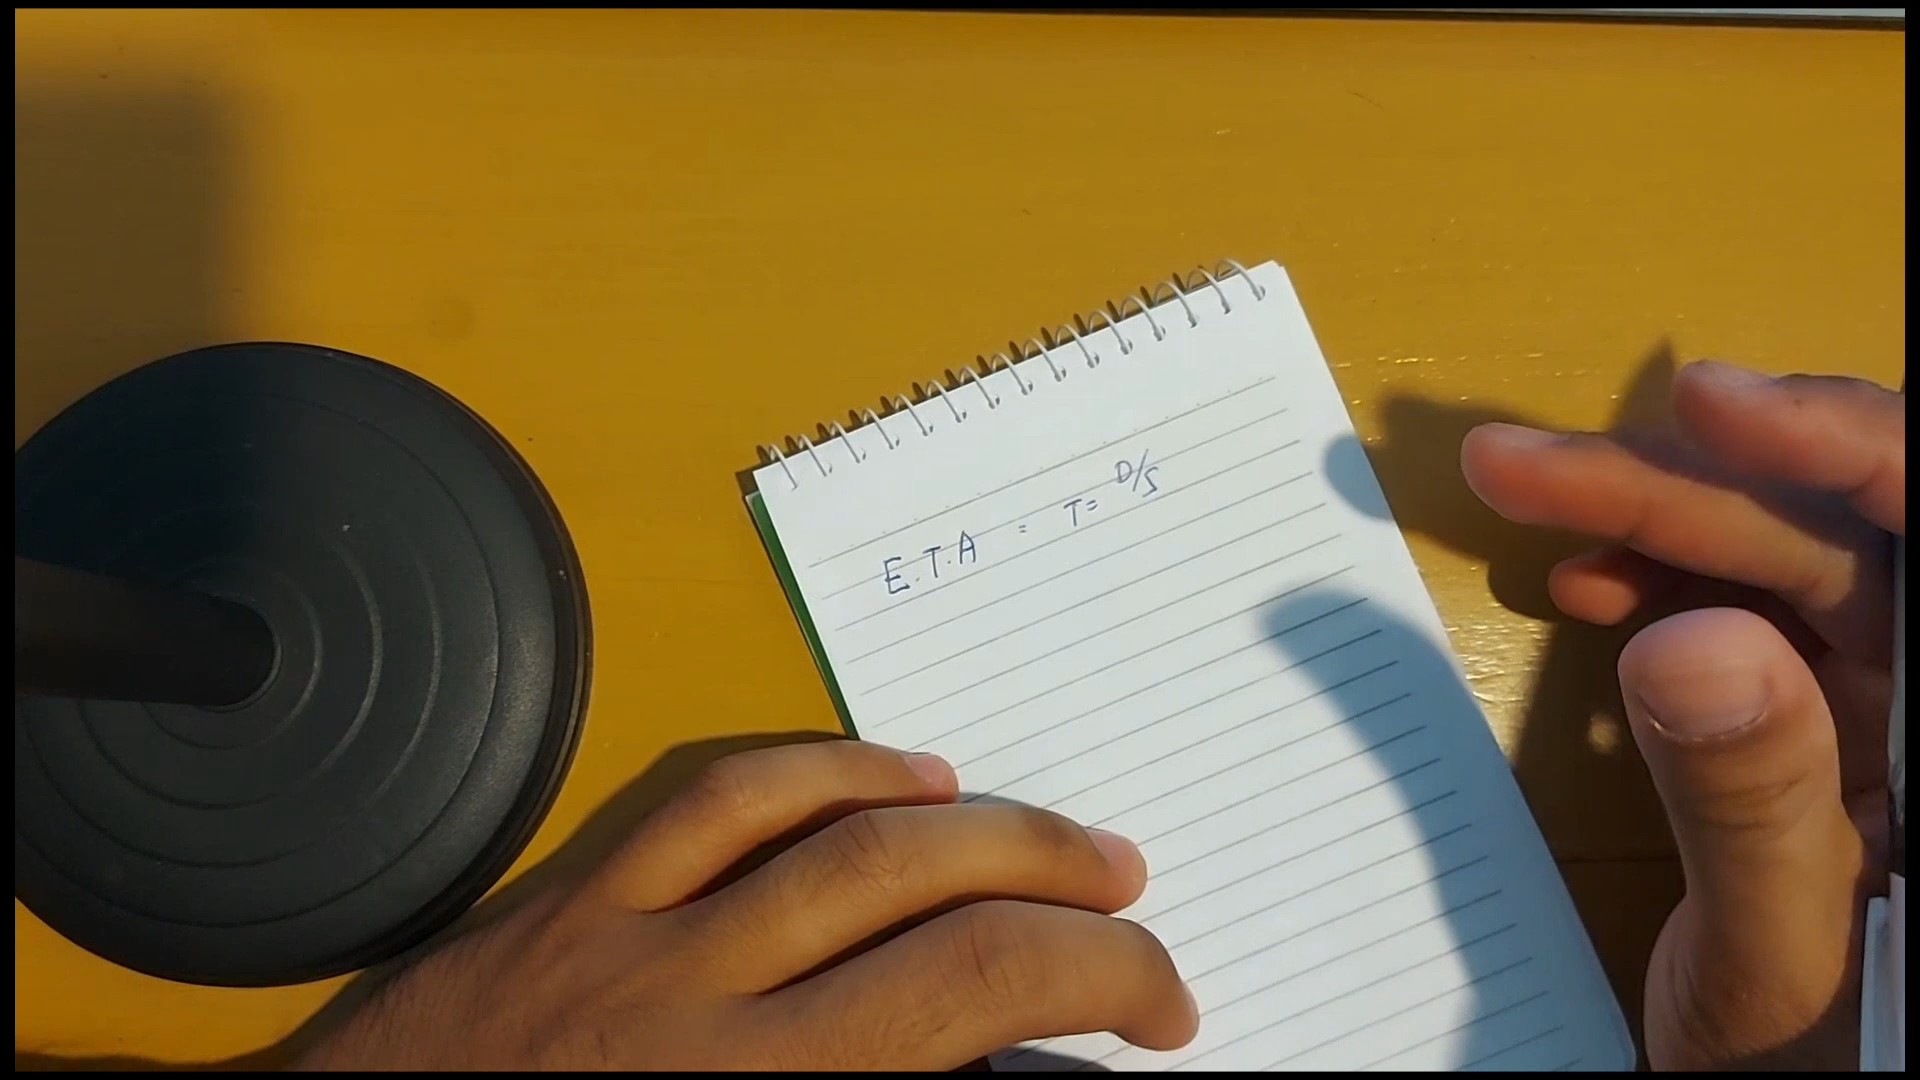 E.T.A = T= D/S